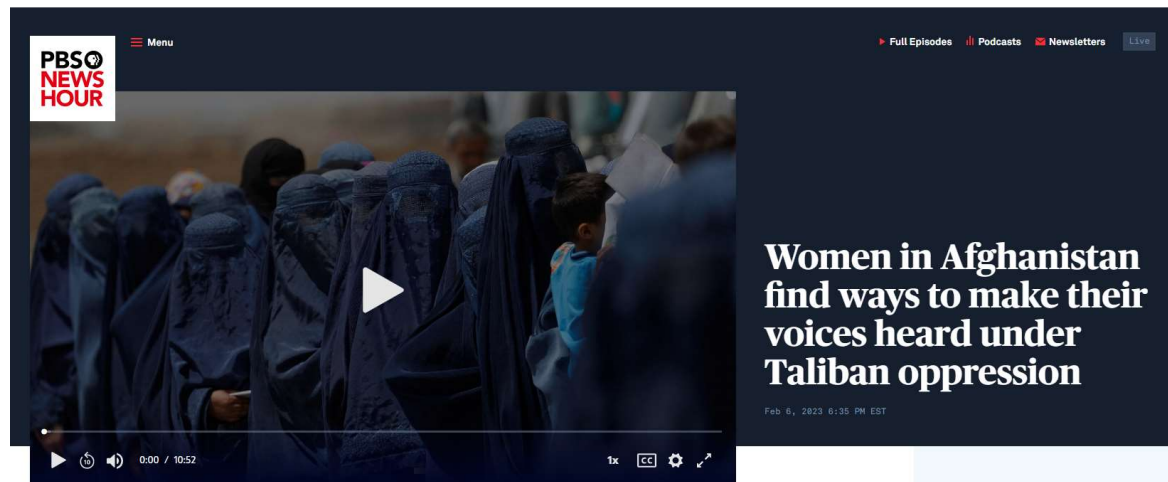 PBS
NEWS
HOUR
Menu
Full Episodes
Podcasts
Newsletters
Live
Women in Afghanistan
find ways to make their
voices heard under
Taliban oppression
Feb 6, 2023 6:35 PM EST
10
0:00 / 10:52
1x
CC